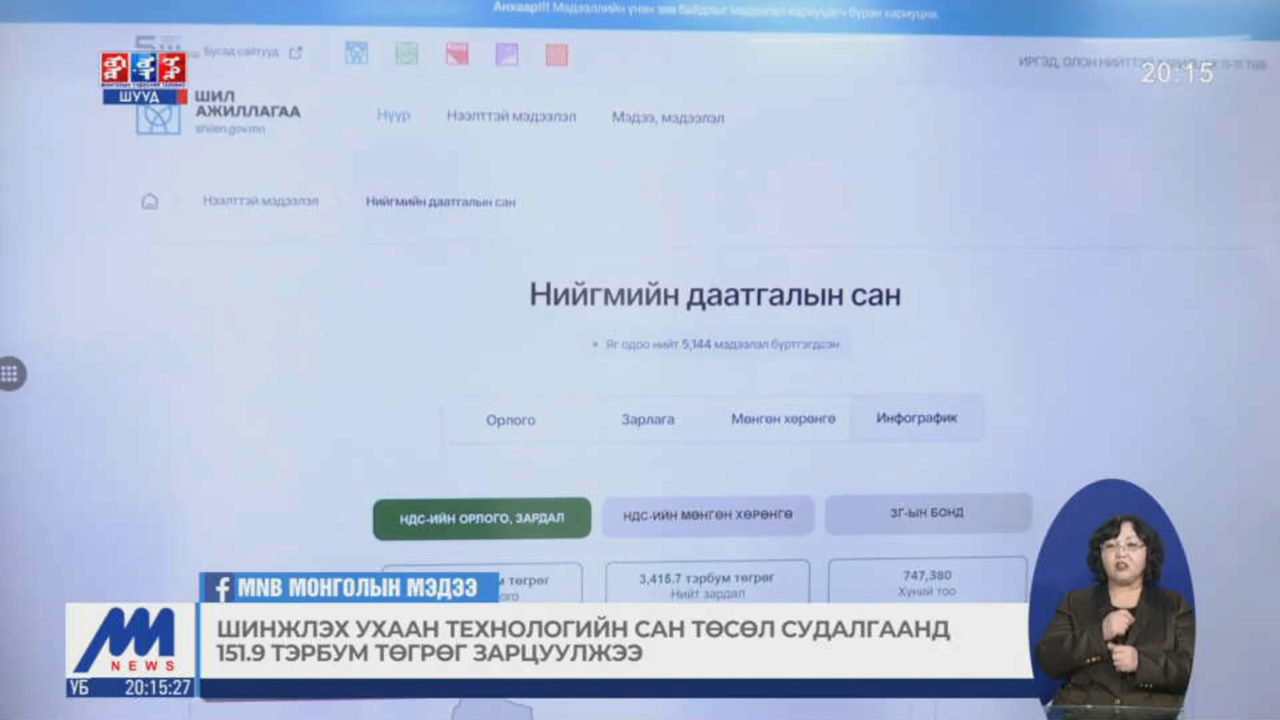 Анхаар!!! Мэдээллийн үнэн зөв байдлыг мэдээлэл хариуцагч бүрэн хариуцна.
Бусад сайтууд
ИРГЭД, ОЛОН НИЙТ
20:15
ШУУД
ШИЛ
АЖИЛЛАГАА
shilen.gov.mn
Нүүр Нээлттэй мэдээлэл Мэдээ, мэдээлэл
Нээлттэй мэдээлэл Нийгмийн даатгалын сан
Нийгмийн даатгалын сан
Яг одоо нийт 5,144 мэдээлэл бүртгэгдсэн
Орлого Зарлага Мөнгөн хөрөнгө Инфографик
НДС-ИЙН ОРЛОГО, ЗАРДАЛ НДС-ИЙН МӨНГӨН ХӨРӨНГӨ ЗГ-ЫН БОНД
төгрөг 3,415.7 тэрбум төгрөг 747,380
Нийт зардал Хүний тоо
MNB МОНГОЛЫН МЭДЭЭ
ШИНЖЛЭХ УХААН ТЕХНОЛОГИЙН САН ТӨСӨЛ СУДАЛГААНД
151.9 ТЭРБУМ ТӨГРӨГ ЗАРЦУУЛЖЭЭ
NEWS
УБ 20:15:27